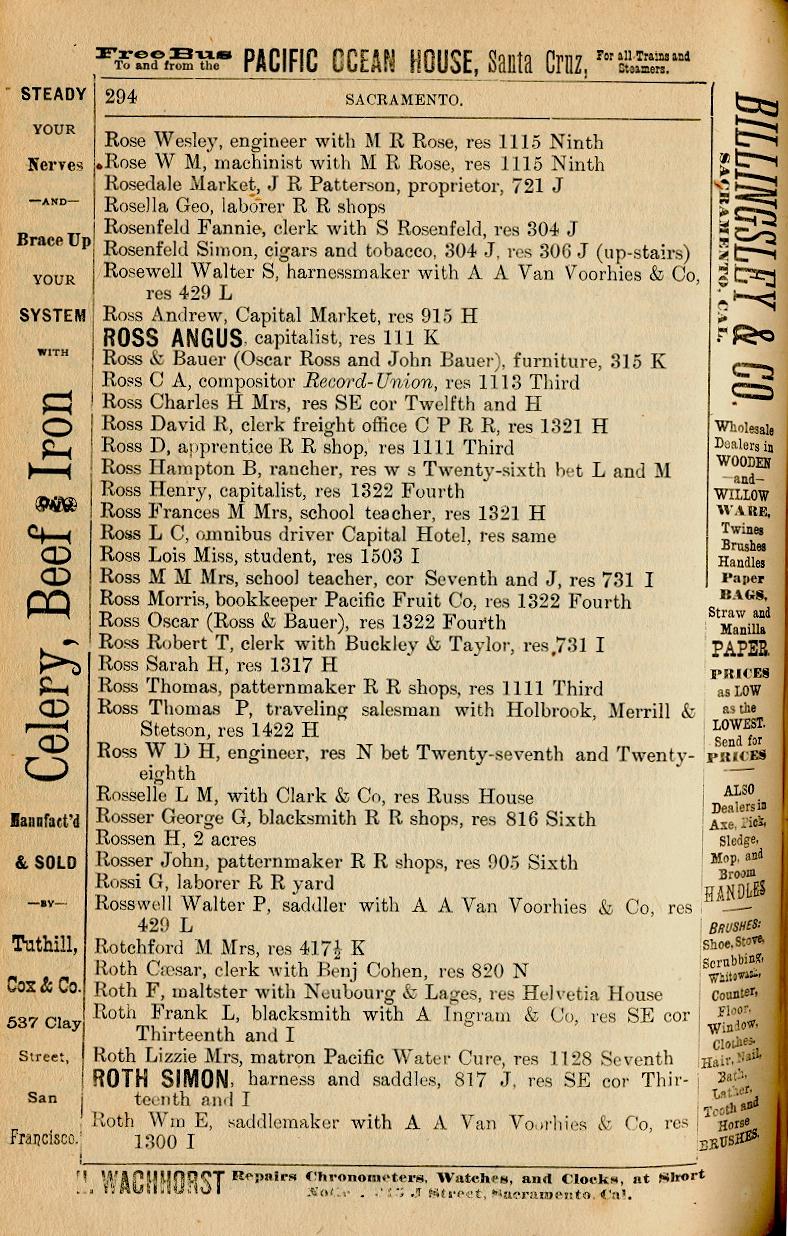 Free Bus To and from the PACIFIC OCEAN HOUSE, Santa Cruz, For all Trains and Steamers.
294 SACRAMENTO.
Rose Wesley, engineer with M R Rose, res 1115 Ninth
Rose W M, machinist with M R Rose, res 1115 Ninth
Rosedale Market, J R Patterson, proprietor, 721 J
Rosella Geo, laborer R R shops
Rosenfeld Fannie, clerk with S Rosenfeld, res 304 J
Rosenfeld Simon, cigars and tobacco, 304 J, res 306 J (up-stairs)
Rosewell Walter S, harnessmaker with A A Van Voorhies & Co,
res 429 L
Ross Andrew, Capital Market, res 915 H
ROSS ANGUS, capitalist, res 111 K
Ross & Bauer (Oscar Ross and John Bauer), furniture, 315 K
Ross C A, compositor Record-Union, res 1113 Third
Ross Charles H Mrs, res SE cor Twelfth and H
Ross David R, clerk freight office C P R R, res 1321 H
Ross D, apprentice R R shop, res 1111 Third
Ross Hampton B, rancher, res w s Twenty-sixth bet L and M
Ross Henry, capitalist, res 1322 Fourth
Ross Frances M Mrs, school teacher, res 1321 H
Ross L C, omnibus driver Capital Hotel, res same
Ross Lois Miss, student, res 1503 I
Ross M M Mrs, school teacher, cor Seventh and J, res 731 I
Ross Morris, bookkeeper Pacific Fruit Co, res 1322 Fourth
Ross Oscar (Ross & Bauer), res 1322 Fourth
Ross Robert T, clerk with Buckley & Taylor, res 731 I
Ross Sarah H, res 1317 H
Ross Thomas, patternmaker R R shops, res 1111 Third
Ross Thomas P, traveling salesman with Holbrook, Merrill &
Stetson, res 1422 H
Ross W D H, engineer, res N bet Twenty-seventh and Twenty-
eighth
Rosselle L M, with Clark & Co, res Russ House
Rosser George G, blacksmith R R shops, res 816 Sixth
Rossen H, 2 acres
Rosser John, patternmaker R R shops, res 905 Sixth
Rossi G, laborer R R yard
Rosswell Walter P, saddler with A A Van Voorhies & Co, res
429 L
Rotchford M Mrs, res 417½ K
Roth Cæsar, clerk with Benj Cohen, res 820 N
Roth F, maltster with Neubourg & Lages, res Helvetia House
Roth Frank L, blacksmith with A Ingram & Co, res SE cor
Thirteenth and I
Roth Lizzie Mrs, matron Pacific Water Cure, res 1128 Seventh
ROTH SIMON, harness and saddles, 817 J, res SE cor Thir-
teenth and I
Roth Wm E, saddlemaker with A A Van Voorhies & Co, res
1300 I
STEADY
YOUR
Nerves
—AND—
Brace Up
YOUR
SYSTEM
WITH
Celery, Beef and Iron
Manufact'd
& SOLD
—BY—
Tuthill,
Cox & Co.
537 Clay
Street,
San
Francisco.
BILLINGSLEY & CO.
SACRAMENTO, CAL.
Wholesale
Dealers in
WOODEN
—and—
WILLOW
WARE,
Twines
Brushes
Handles
Paper
BAGS,
Straw and
Manilla
PAPER
PRICES
as LOW
as the
LOWEST.
Send for
PRICES
ALSO
Dealers in
Axe, Pick,
Sledge,
Mop, and
Broom
HANDLES
BRUSHES:
Shoe, Stove,
Scrubbing,
Whitewash,
Counter,
Floor,
Window,
Clothes,
Hair, Nail,
Bath,
Lather,
Tooth and
Horse
BRUSHES.
WACHHORST Repairs Chronometers, Watches, and Clocks, at Short
J Street, Sacramento, Cal.